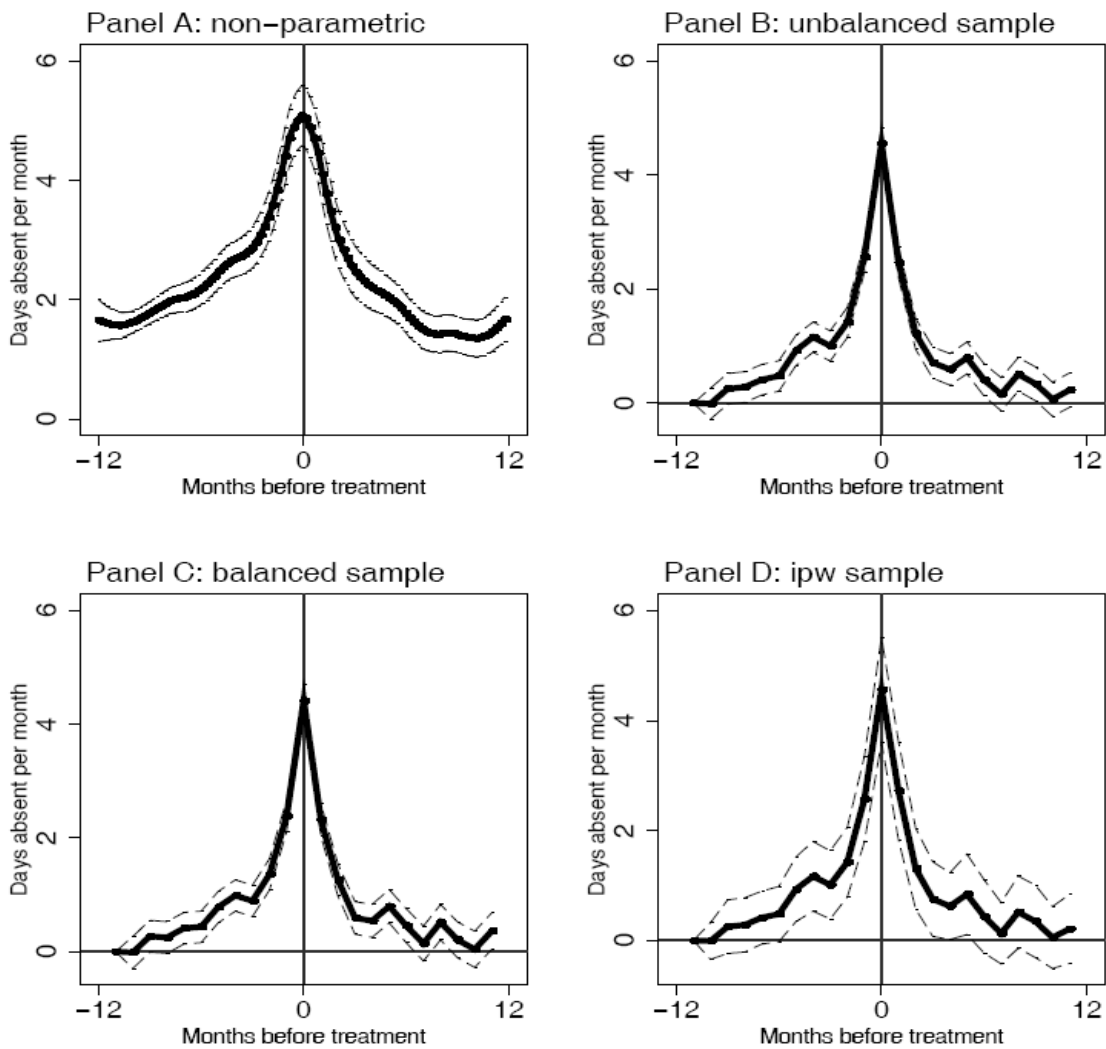 Panel A: non-parametric
Days absent per month
6
4
2
0
-12
0
12
Months before treatment
Panel B: unbalanced sample
Days absent per month
6
4
2
0
-12
0
12
Months before treatment
Panel C: balanced sample
Days absent per month
6
4
2
0
-12
0
12
Months before treatment
Panel D: ipw sample
Days absent per month
6
4
2
0
-12
0
12
Months before treatment